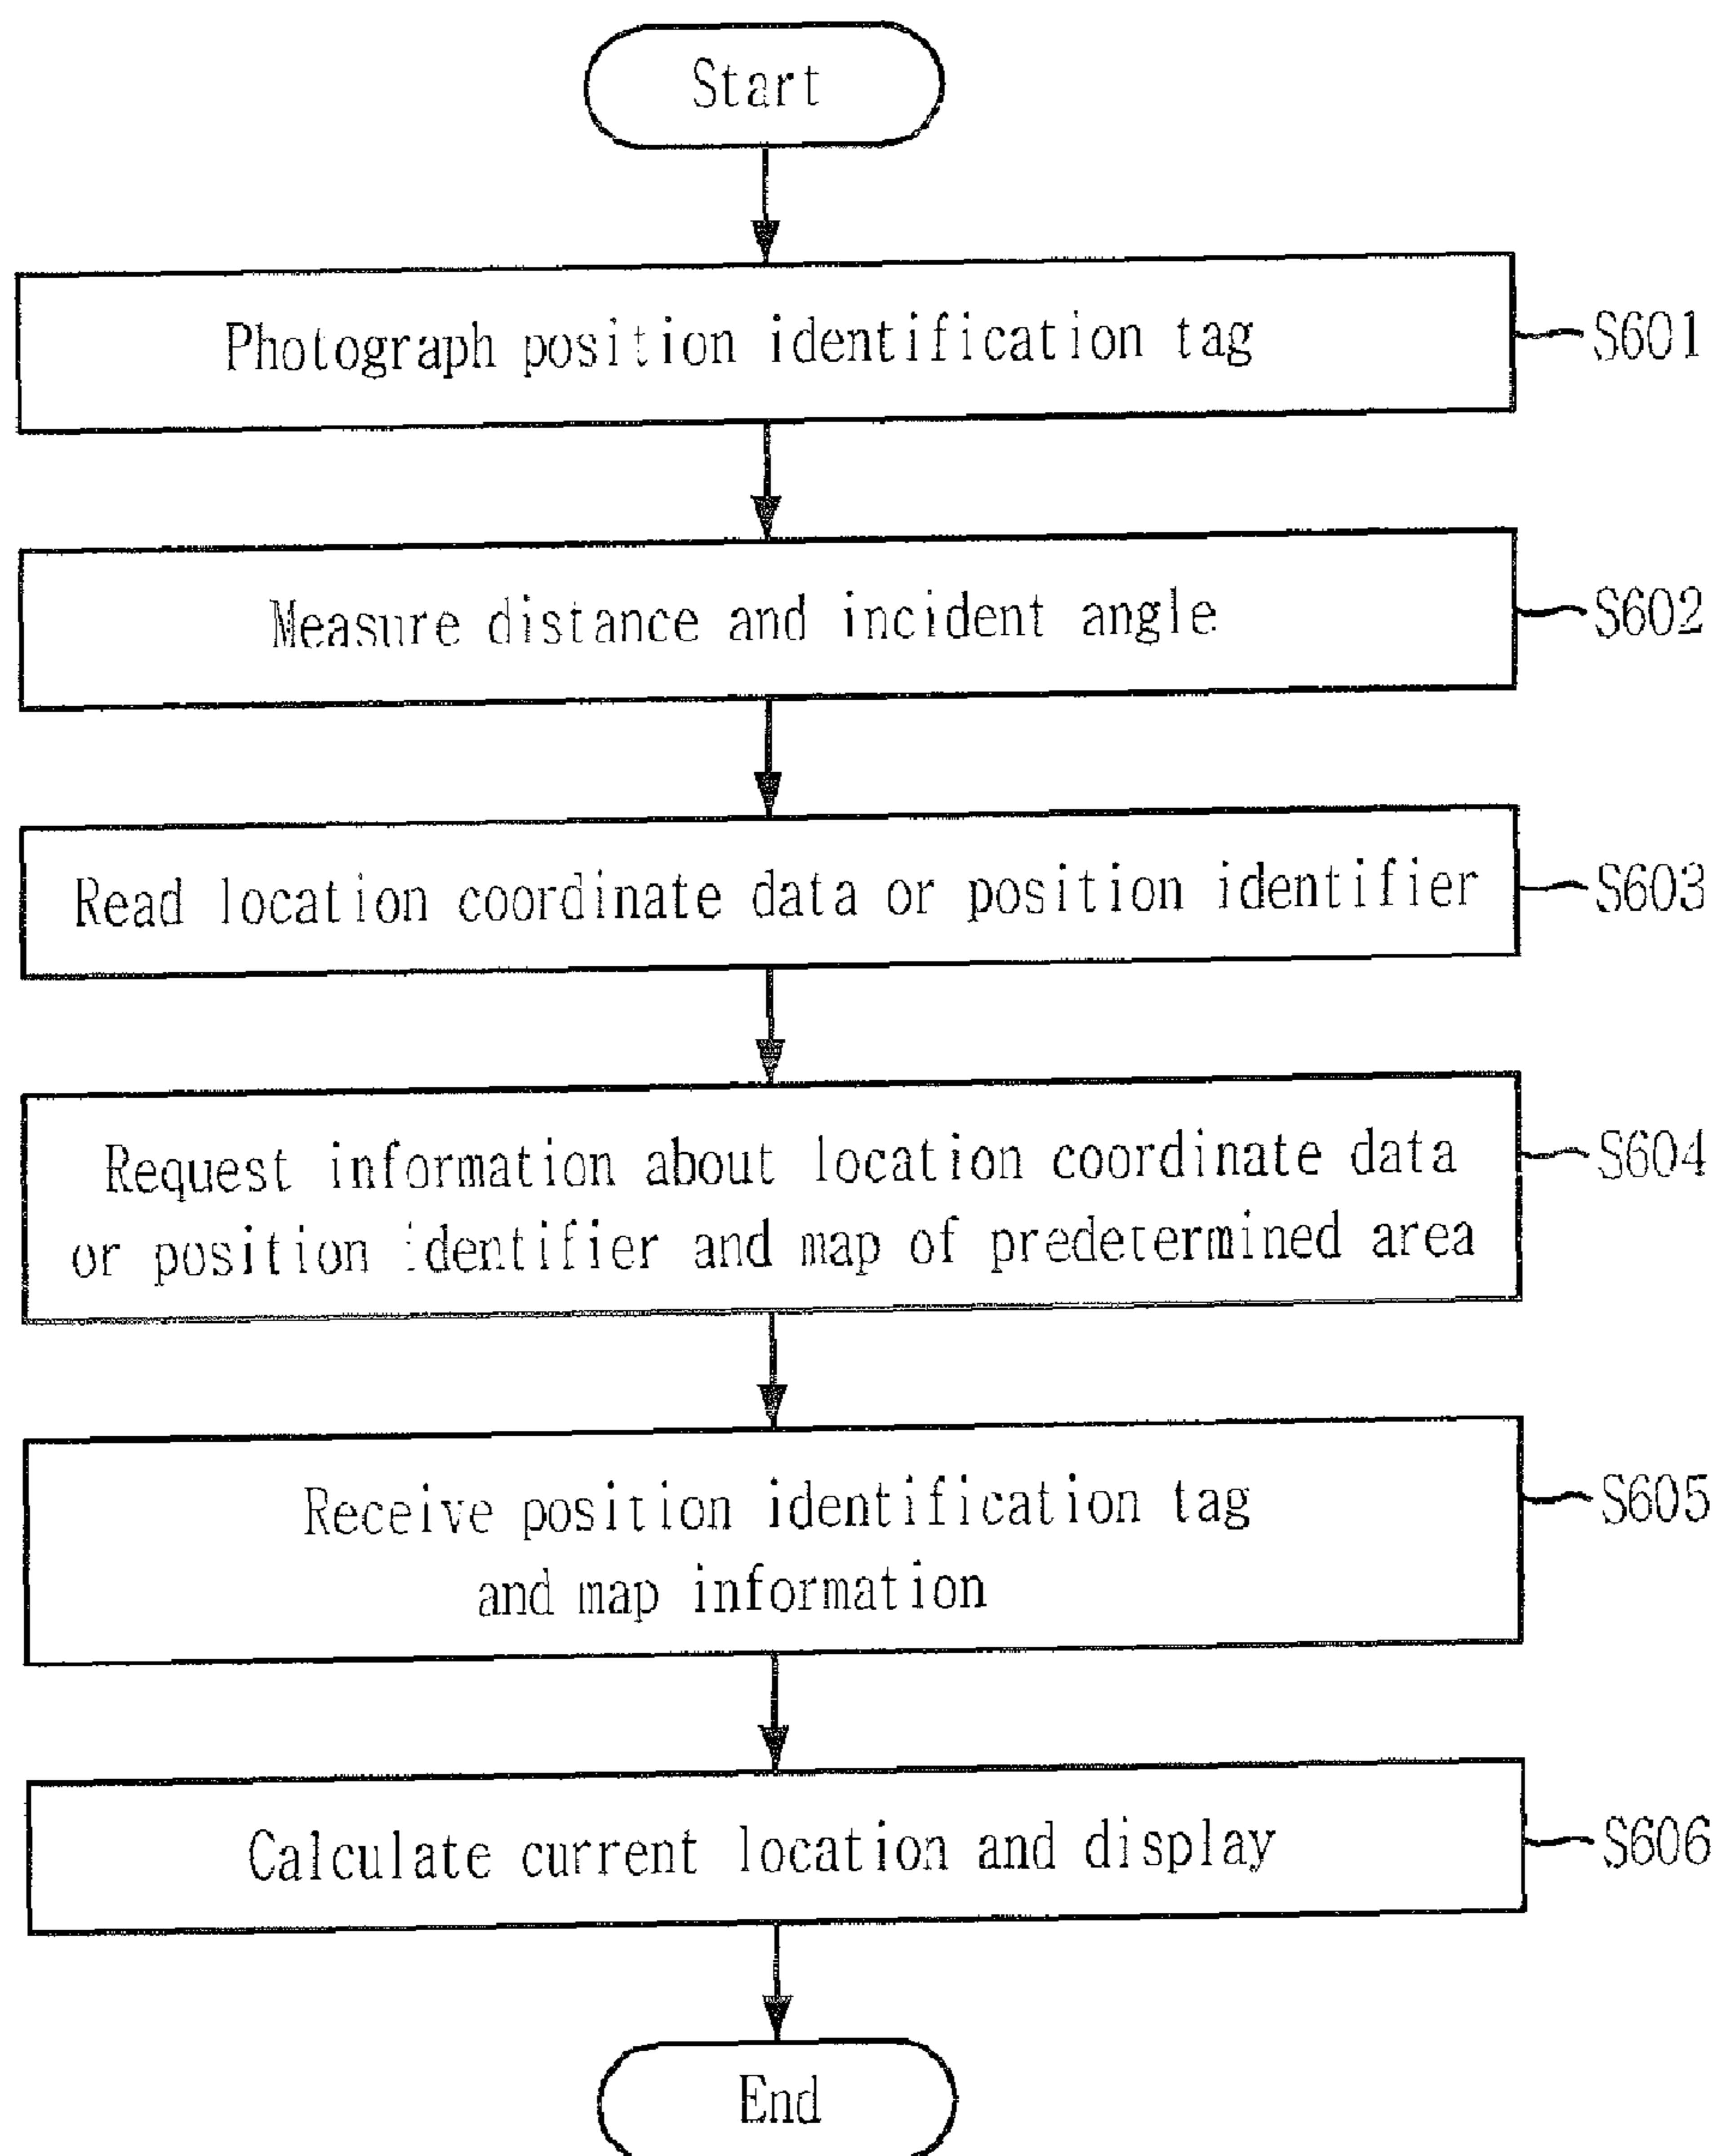 Start
Photograph position identification tag
S601
Measure distance and incident angle
S602
Read location coordinate data or position identifier
S603
Request information about location coordinate data
or position identifier and map of predetermined area
S604
Receive position identification tag
and map information
S605
Calculate current location and display
S606
End